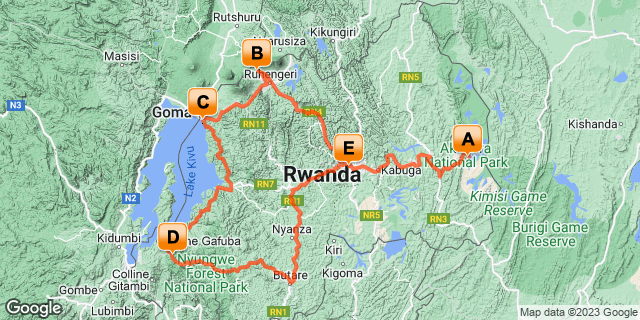 Rutshuru
Kikungiri
Masisi
B
Ruhengeri
RN5
N3
Goma
C
RN11
Kishanda
A
E
National Park
Kabuga
Rwanda
Lake Kivu
RN7
Kimisi Game
Reserve
N2
RN3
NR5
Burigi Game
Reserve
Nyanza
D
Kidumbi
Gafuba
Kiri
Nyungwe
Forest
National Park
Colline
Gitambi
Butare
Kigoma
Gombe
Lubimbi
RN1
Google
Map data ©2023 Google